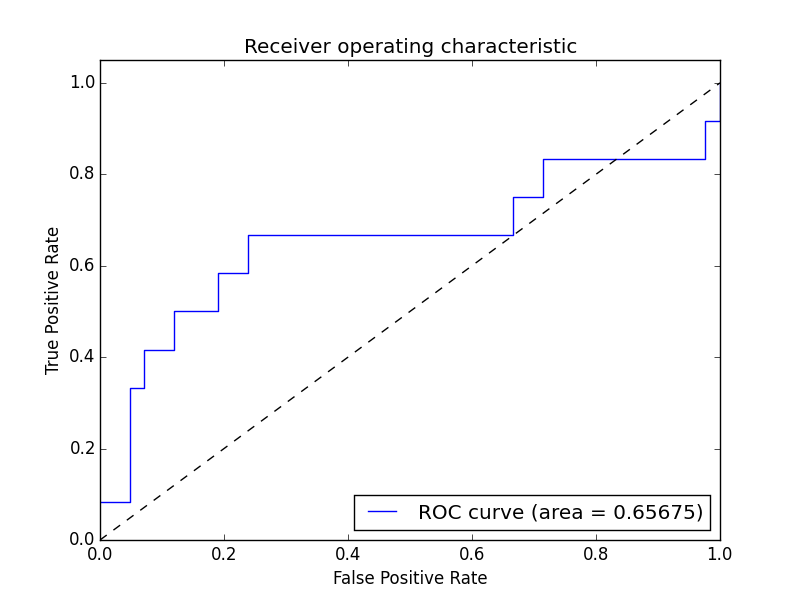 Receiver operating characteristic
1.0
0.8
0.6
0.4
0.2
0.0
True Positive Rate
ROC curve (area = 0.65675)
0.0 0.2 0.4 0.6 0.8 1.0
False Positive Rate